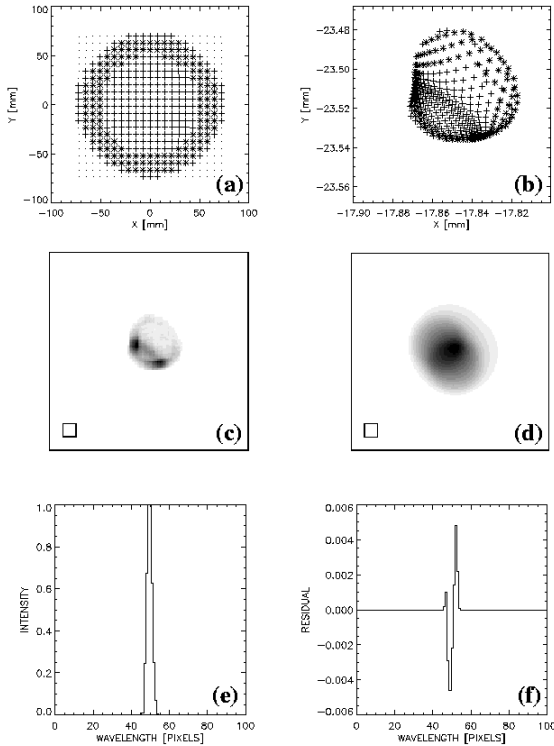 100
50
0
−50
−100
Y [mm]
(a)
−100 −50 0 50 100
X [mm]
−23.48
−23.50
−23.52
−23.54
−23.56
Y [mm]
(b)
−17.90 −17.88 −17.86 −17.84 −17.82
X [mm]
(c)
(d)
1.0
0.8
0.6
0.4
0.2
0.0
INTENSITY
(e)
0 20 40 60 80 100
WAVELENGTH [PIXELS]
0.006
0.004
0.002
0.000
−0.002
−0.004
−0.006
RESIDUAL
(f)
0 20 40 60 80 100
WAVELENGTH [PIXELS]